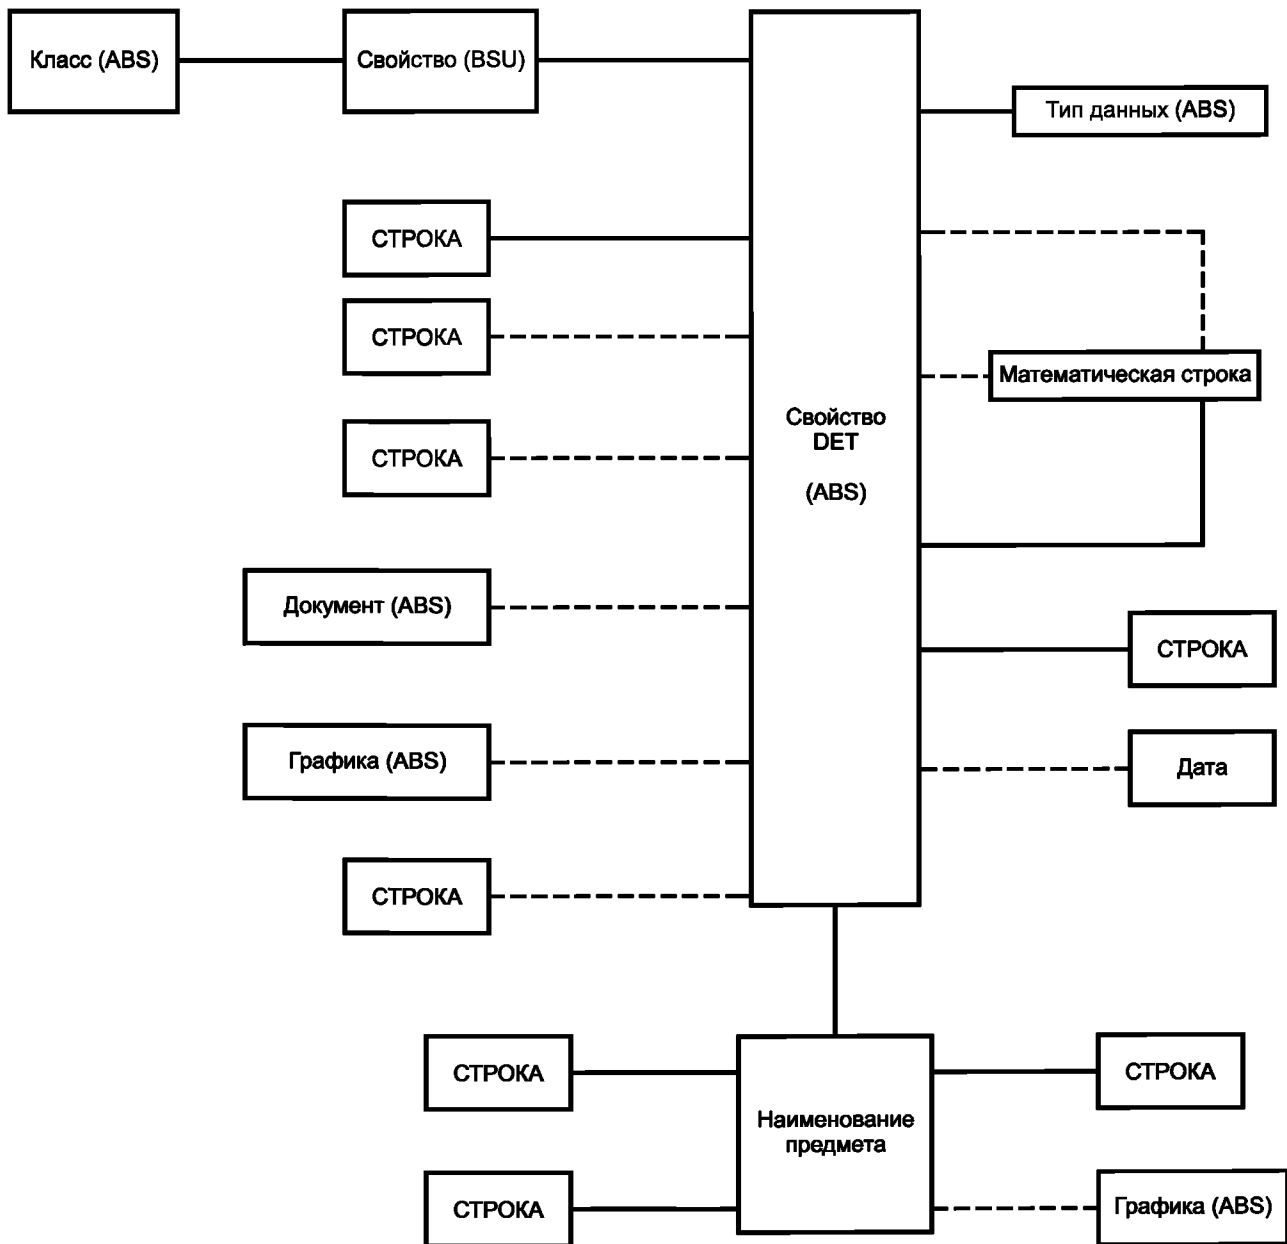 Класс (ABS)
Свойство (BSU)
Тип данных (ABS)
СТРОКА
СТРОКА
Математическая строка
Свойство
DET
(ABS)
СТРОКА
Документ (ABS)
СТРОКА
Графика (ABS)
Дата
СТРОКА
СТРОКА
СТРОКА
Наименование
предмета
СТРОКА
Графика (ABS)